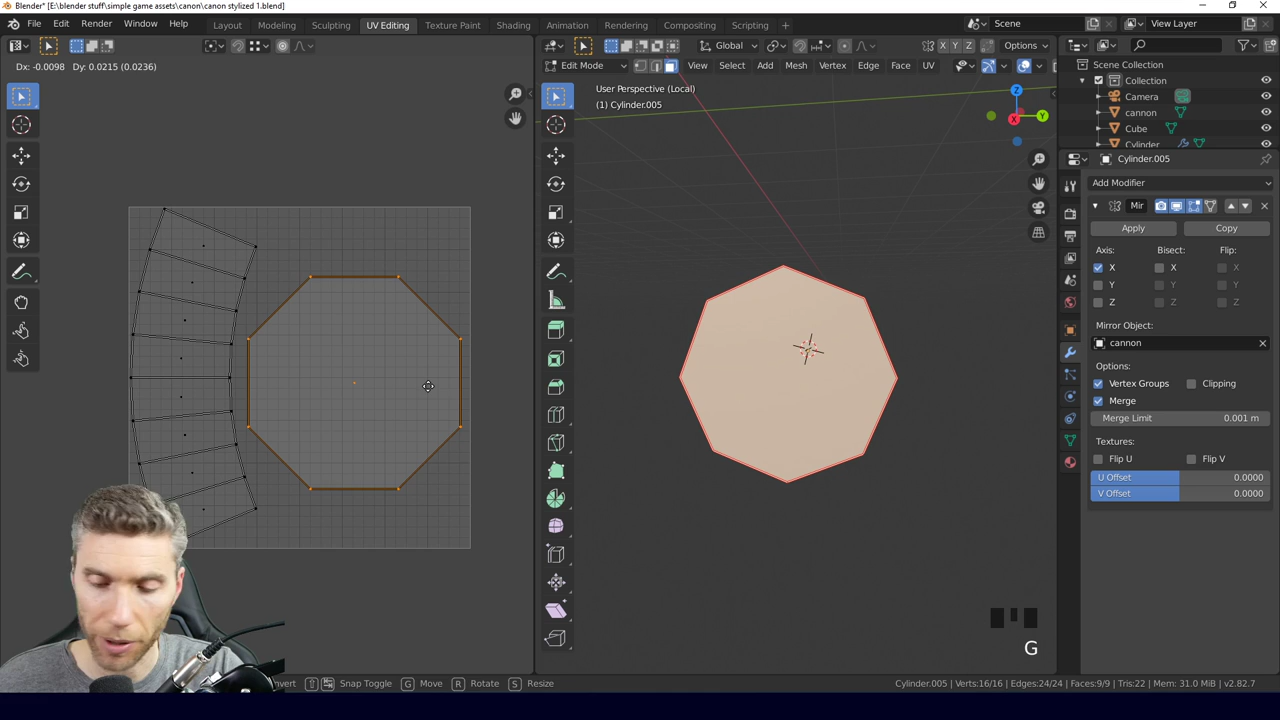 Blender* [E:\blender stuff\simple game assets\canon\canon stylized 1.blend]
File Edit Render Window Help Layout Modeling Sculpting UV Editing Texture Paint Shading Animation Rendering Compositing Scripting + Scene View Layer
Global Options X Y Z
Dx: -0.0098 Dy: 0.0215 (0.0236)
Edit Mode View Select Add Mesh Vertex Edge Face UV
User Perspective (Local)
(1) Cylinder.005
Z
Y
X
Scene Collection
Collection
Camera
cannon
Cube
Cylinder
Cylinder.005
Add Modifier
Mir
Apply Copy
Axis: Bisect: Flip:
X X X
Y Y Y
Z Z Z
Mirror Object:
cannon
Options:
Vertex Groups Clipping
Merge
Merge Limit 0.001 m
Textures:
Flip U Flip V
U Offset 0.0000
V Offset 0.0000
G
Snap Toggle G Move R Rotate S Resize
Cylinder.005 | Verts:16/16 | Edges:24/24 | Faces:9/9 | Tris:22 | Mem: 31.0 MiB | v2.82.7